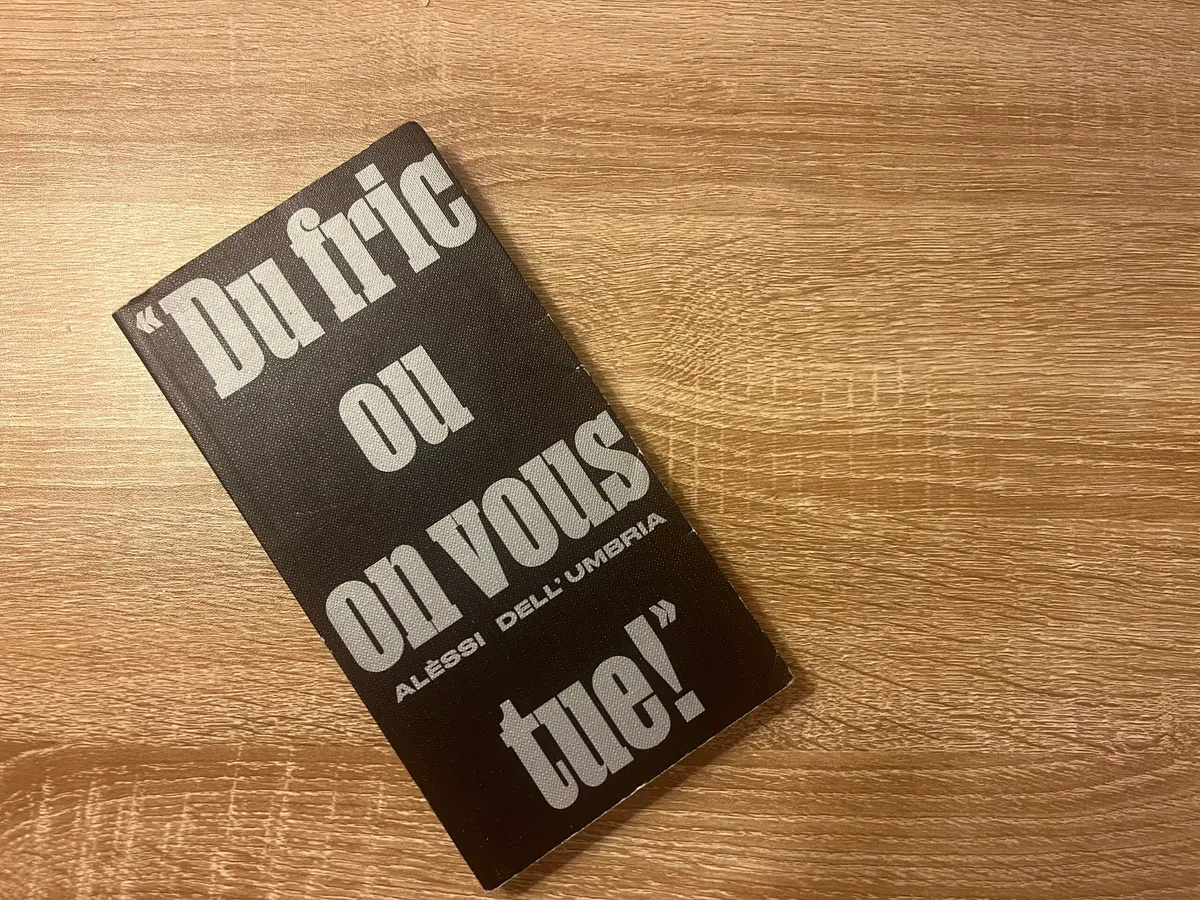 «Du fric
ou
on vous
ALÈSSI DELL'UMBRIA
tue!»